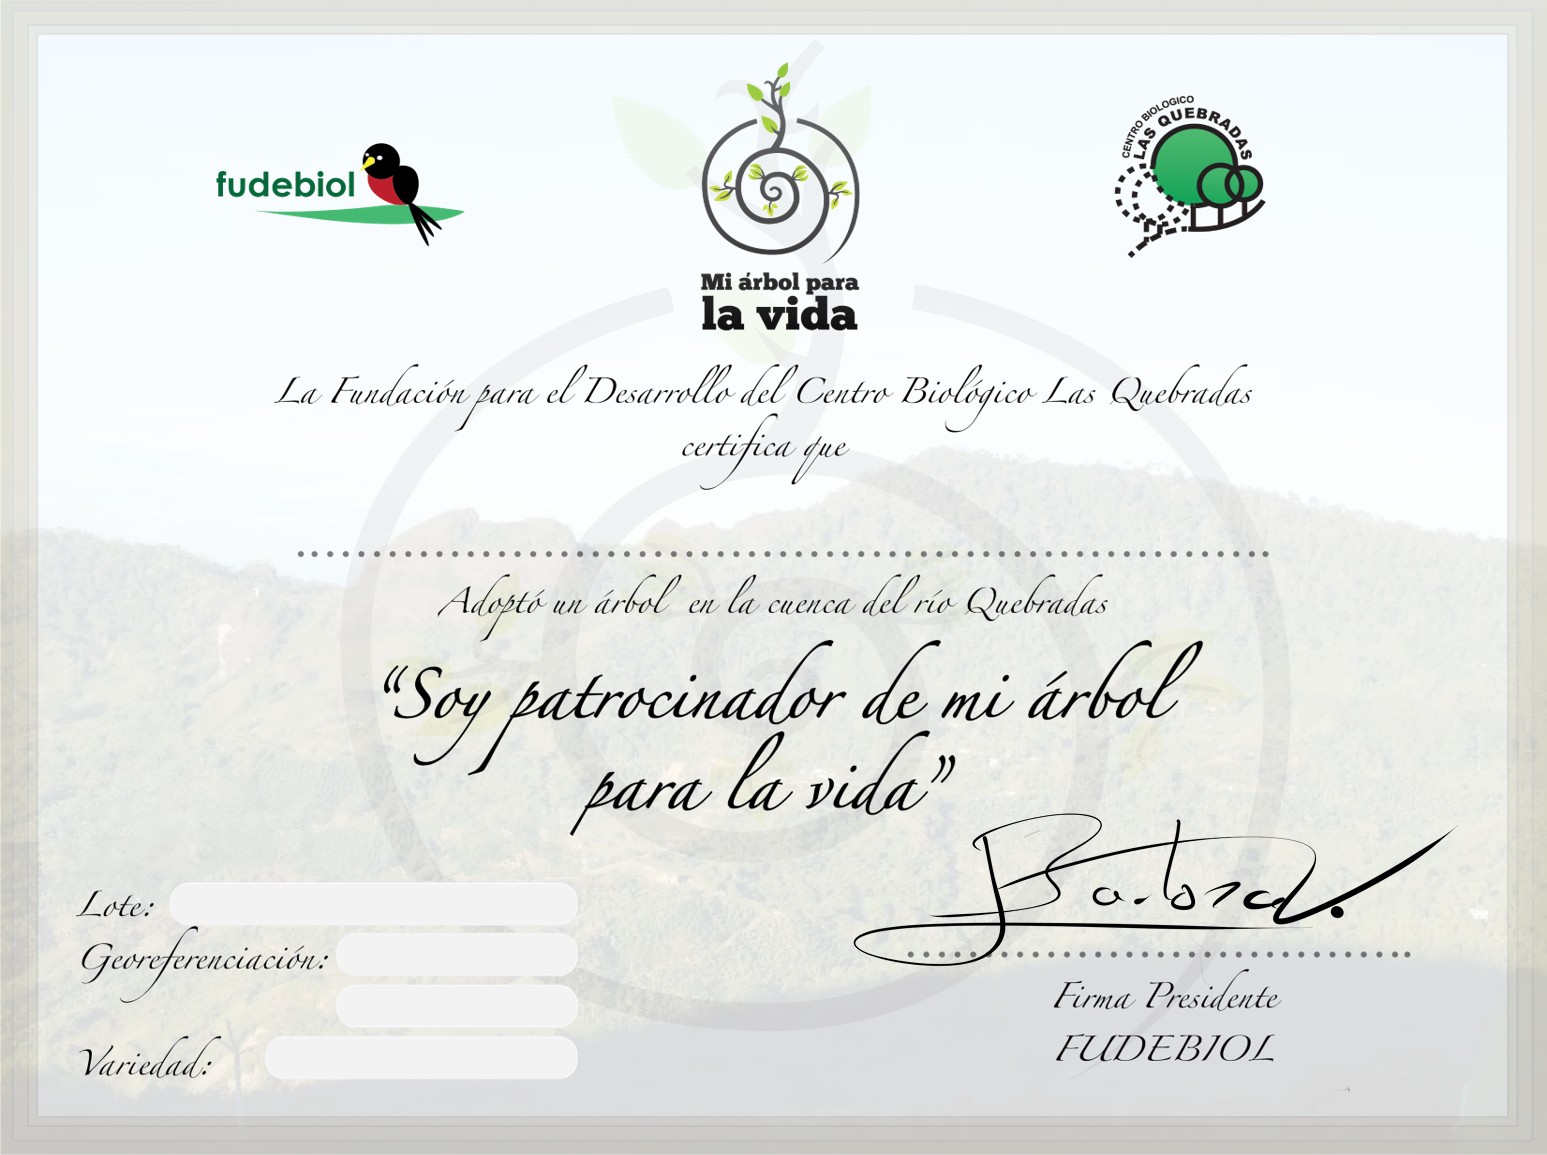 fudebiol
Mi árbol para
la vida
CENTRO BIOLOGICO
LAS QUEBRADAS
La Fundación para el Desarrollo del Centro Biológico Las Quebradas
certifica que
Adoptó un árbol en la cuenca del río Quebradas
“Soy patrocinador de mi árbol
para la vida”
Lote:
Georeferenciación:
Variedad:
Firma Presidente
FUDEBIOL